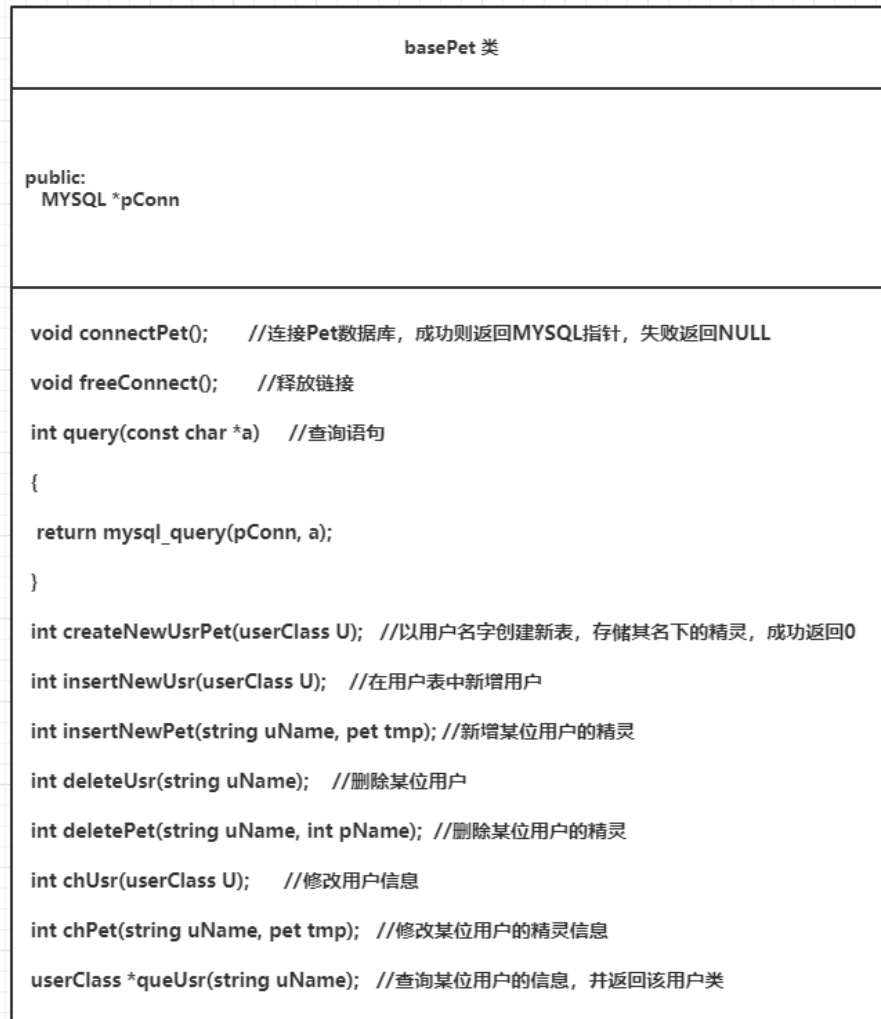 basePet 类
public:
MYSQL *pConn
void connectPet();      //连接Pet数据库，成功则返回MYSQL指针，失败返回NULL
void freeConnect();      //释放链接
int query(const char *a)    //查询语句
{
return mysql_query(pConn, a);
}
int createNewUsrPet(userClass U);  //以用户名字创建新表，存储其名下的精灵，成功返回0
int insertNewUsr(userClass U);   //在用户表中新增用户
int insertNewPet(string uName, pet tmp); //新增某位用户的精灵
int deleteUsr(string uName);   //删除某位用户
int deletePet(string uName, int pName);  //删除某位用户的精灵
int chUsr(userClass U);     //修改用户信息
int chPet(string uName, pet tmp);  //修改某位用户的精灵信息
userClass *queUsr(string uName);  //查询某位用户的信息，并返回该用户类